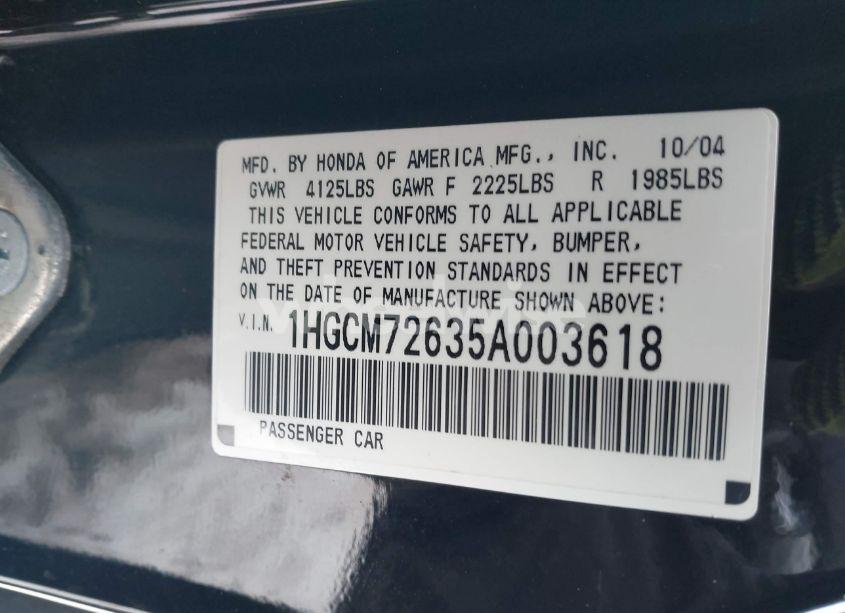 MFD. BY HONDA OF AMERICA MFG., INC. 10/04
GVWR 4125LBS GAWR F 2225LBS R 1985LBS
THIS VEHICLE CONFORMS TO ALL APPLICABLE
FEDERAL MOTOR VEHICLE SAFETY, BUMPER,
AND THEFT PREVENTION STANDARDS IN EFFECT
ON THE DATE OF MANUFACTURE SHOWN ABOVE:
V.I.N. 1HGCM72635A003618
PASSENGER CAR